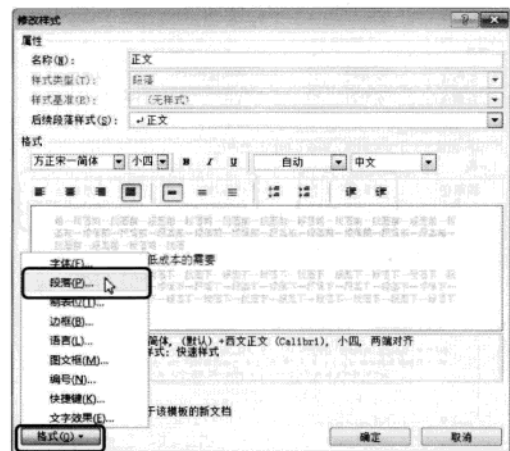 修改样式
属性
名称(N): 正文
样式类型(T): 段落
样式基准(B): (无样式)
后续段落样式(S): ↵正文
格式
方正宋一简体 小四 B I U 自动 中文
低成本的需要
字体(F)...
段落(P)...
制表位(T)...
边框(B)...
语言(L)... 简体, (默认) +西文正文 (Calibri), 小四, 两端对齐
样式: 快速样式
图文框(M)...
编号(N)...
快捷键(K)...
于该模板的新文档
文字效果(E)...
格式(O) 确定 取消